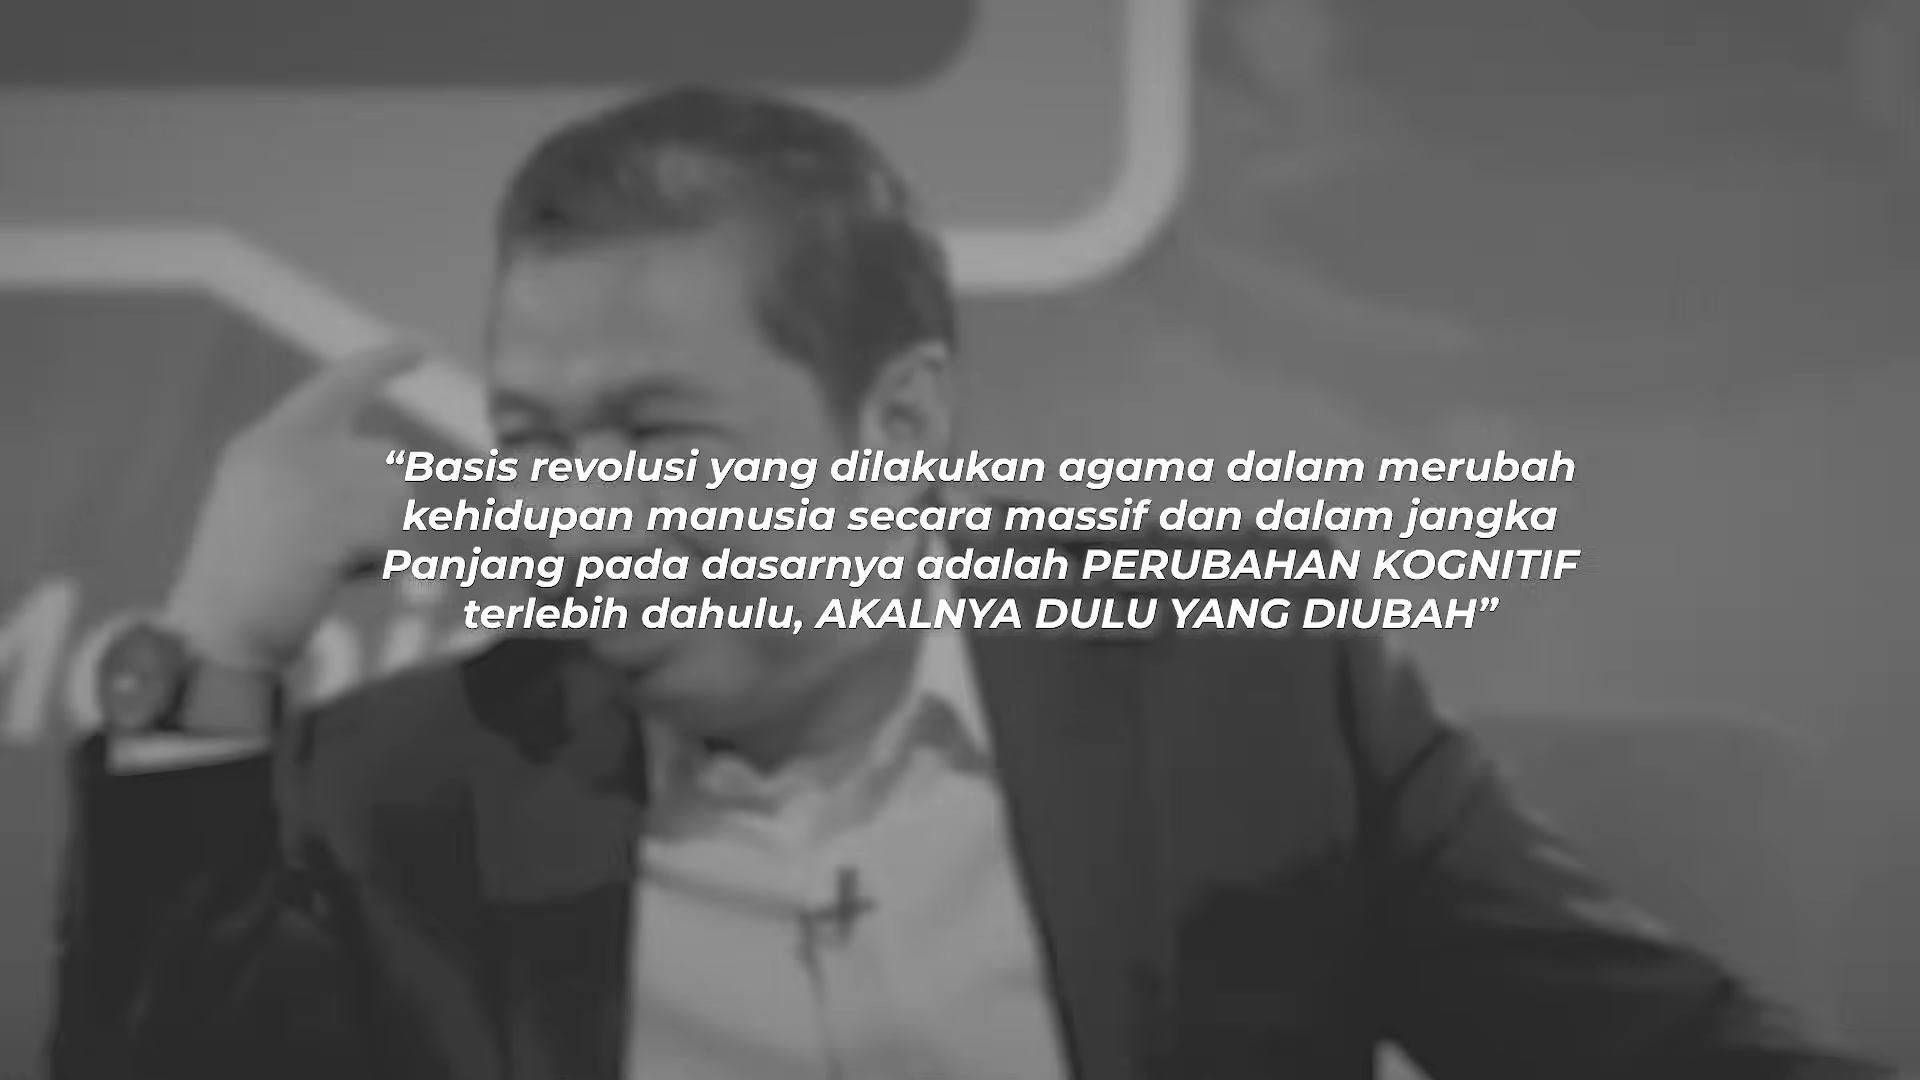 “Basis revolusi yang dilakukan agama dalam merubah
kehidupan manusia secara massif dan dalam jangka
Panjang pada dasarnya adalah PERUBAHAN KOGNITIF
terlebih dahulu, AKALNYA DULU YANG DIUBAH”